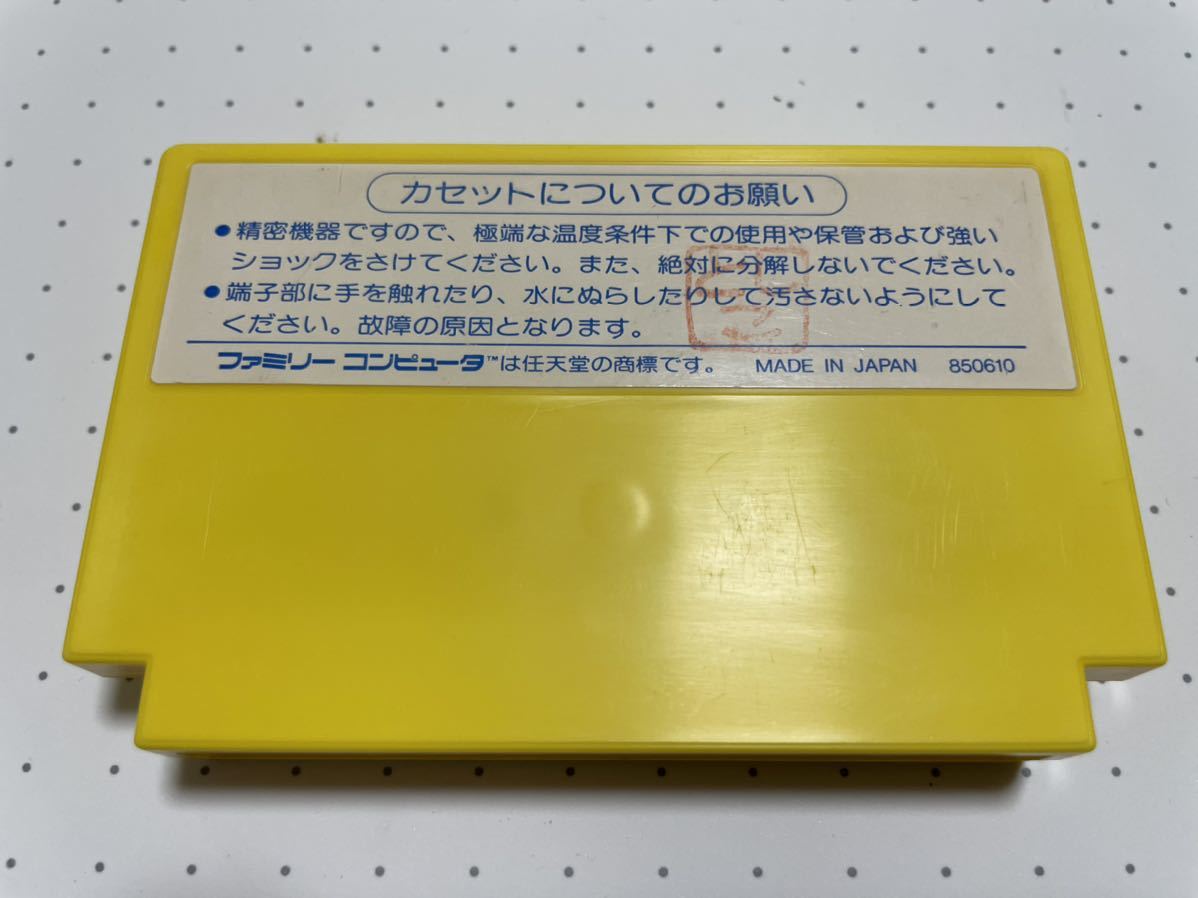 カセットについてのお願い
●精密機器ですので、極端な温度条件下での使用や保管および強い
ショックをさけてください。また、絶対に分解しないでください。
●端子部に手を触れたり、水にぬらしたりして汚さないようにして
ください。故障の原因となります。
ファミリー コンピュータ™は任天堂の商標です。 MADE IN JAPAN 850610